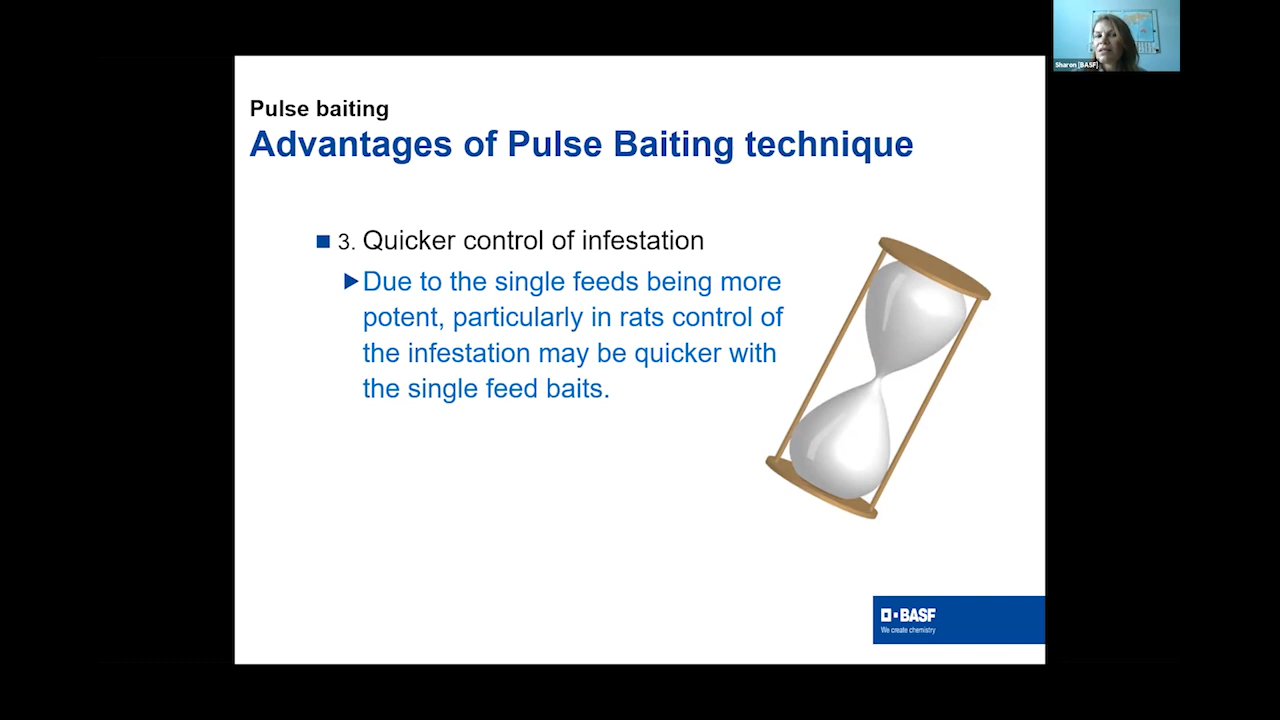 Sharon [BASF]
Pulse baiting
Advantages of Pulse Baiting technique
3. Quicker control of infestation
Due to the single feeds being more
potent, particularly in rats control of
the infestation may be quicker with
the single feed baits.
BASF
We create chemistry